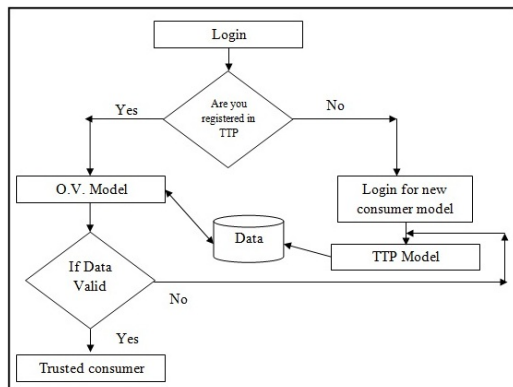 Login
Are you
registered in
TTP
Yes
No
O.V. Model
Login for new
consumer model
Data
TTP Model
If Data
Valid
No
Yes
Trusted consumer